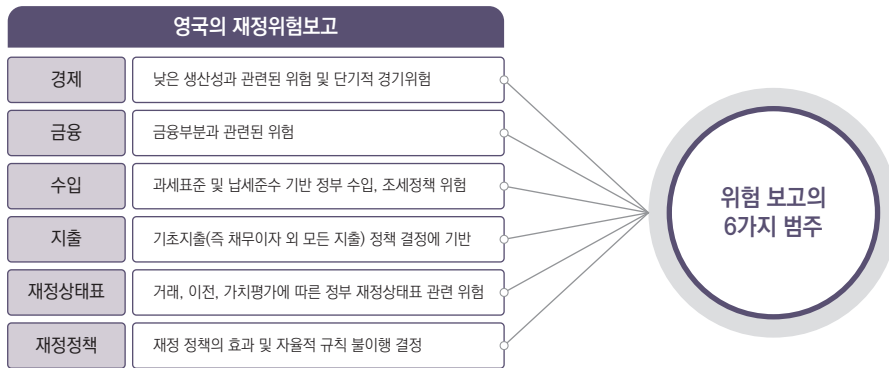 영국의 재정위험보고
경제
낮은 생산성과 관련된 위험 및 단기적 경기위험
금융
금융부분과 관련된 위험
수입
과세표준 및 납세준수 기반 정부 수입, 조세정책 위험
지출
기초지출(즉 채무이자 외 모든 지출) 정책 결정에 기반
재정상태표
거래, 이전, 가치평가에 따른 정부 재정상태표 관련 위험
재정정책
재정 정책의 효과 및 자율적 규칙 불이행 결정
위험 보고의
6가지 범주